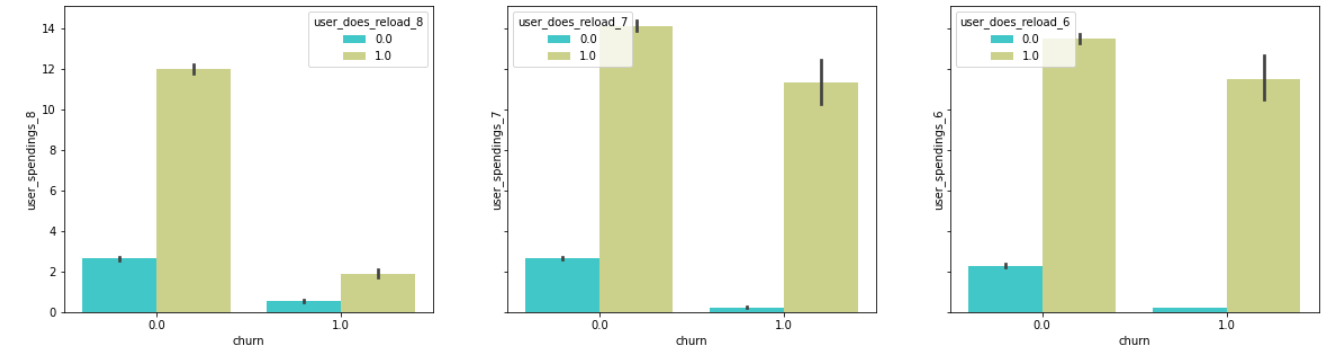 user_does_reload_8
0.0
1.0
14
12
10
8
6
4
2
0
user_spendings_8
0.0
1.0
churn
user_does_reload_7
0.0
1.0
user_spendings_7
0.0
1.0
churn
user_does_reload_6
0.0
1.0
user_spendings_6
0.0
1.0
churn